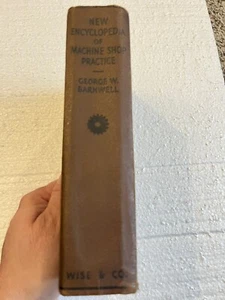 NEW
ENCYCLOPEDIA
OF
MACHINE SHOP
PRACTICE
GEORGE W.
BARNWELL
WISE & CO.